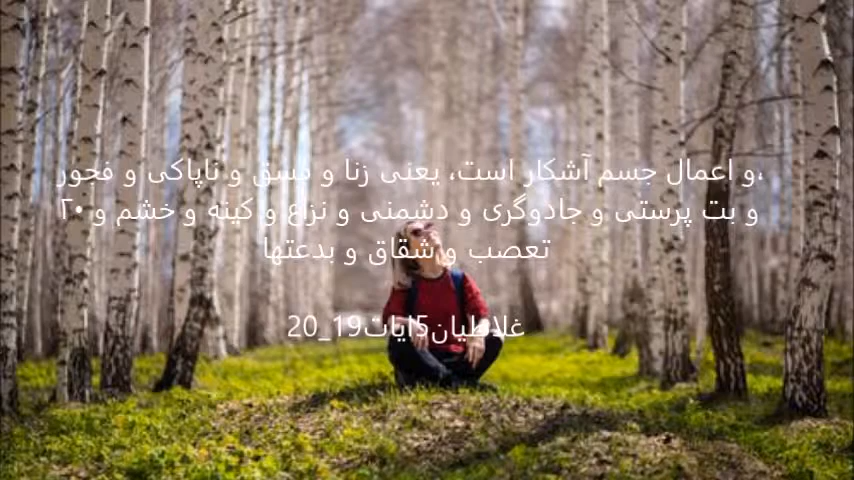 و اعمال جسم آشکار است، یعنی زنا و فسق و ناپاکی و فجور،
و بت پرستی و جادوگری و دشمنی و نزاع و کینه و خشم و ۲۰
تعصب و شقاق و بدعتها
غلاطیان5ایات19_20